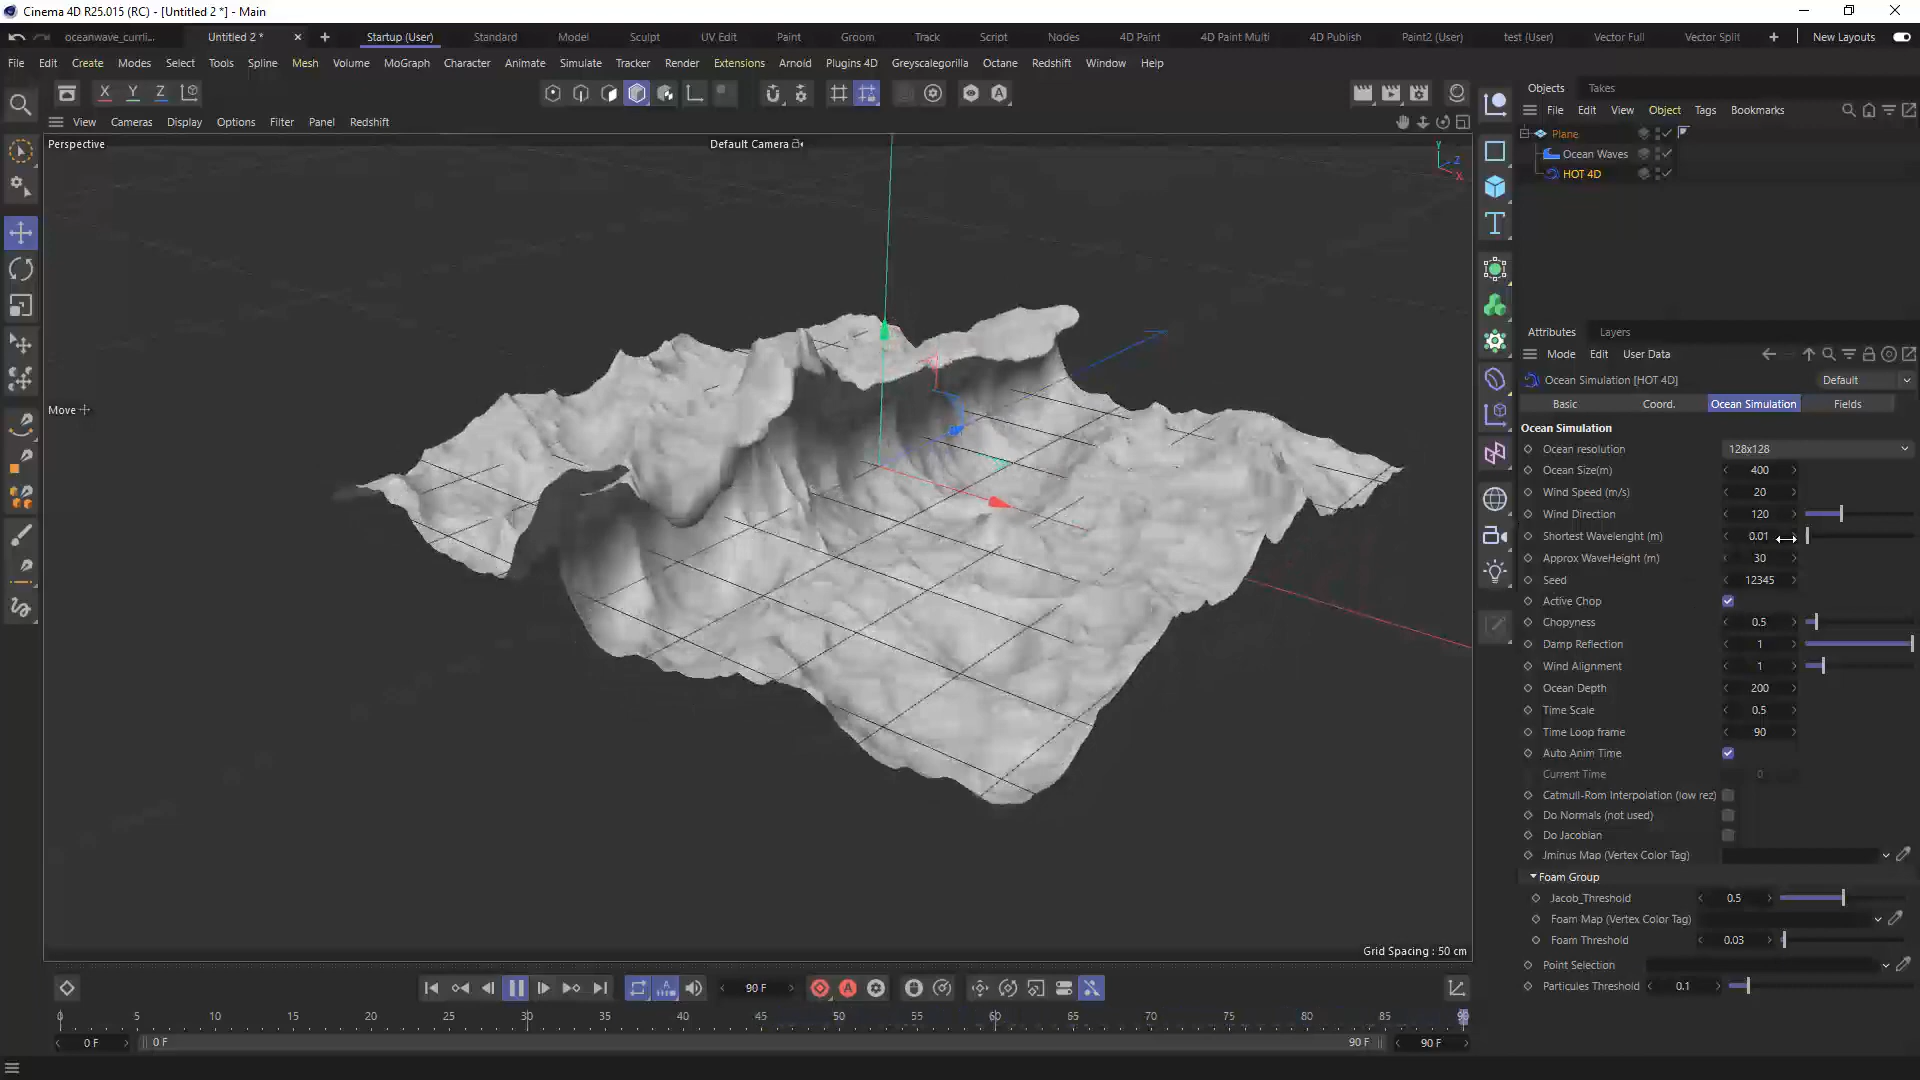 Cinema 4D R25.015 (RC) - [Untitled 2 *] - Main
oceanwave_currli...
Untitled 2 *
Startup (User)
Standard
Model
Sculpt
UV Edit
Paint
Groom
Track
Script
Nodes
4D Paint
4D Paint Multi
4D Publish
Paint2 (User)
test (User)
Vector Full
Vector Split
New Layouts
File Edit Create Modes Select Tools Spline Mesh Volume MoGraph Character Animate Simulate Tracker Render Extensions Arnoid Plugins 4D Greyscalegorilla Octane Redshift Window Help
X Y Z
View Cameras Display Options Filter Panel Redshift
Perspective
Default Camera
Y
Z
X
Move
Grid Spacing : 50 cm
Objects Takes
File Edit View Object Tags Bookmarks
Plane
Ocean Waves
HOT 4D
Attributes Layers
Mode Edit User Data
Ocean Simulation [HOT 4D]
Default
Basic Coord. Ocean Simulation Fields
Ocean Simulation
Ocean resolution 128x128
Ocean Size(m) 400
Wind Speed (m/s) 20
Wind Direction 120
Shortest Wavelenght (m) 0.01
Approx WaveHeight (m) 30
Seed 12345
Active Chop
Chopyness 0.5
Damp Reflection 1
Wind Alignment 1
Ocean Depth 200
Time Scale 0.5
Time Loop frame 90
Auto Anim Time
Current Time 0
Catmull-Rom Interpolation (low rez)
Do Normals (not used)
Do Jacobian
Jminus Map (Vertex Color Tag)
Foam Group
Jacob_Threshold 0.5
Foam Map (Vertex Color Tag)
Foam Threshold 0.03
Point Selection
Particules Threshold 0.1
90 F
0 5 10 15 20 25 30 35 40 45 50 55 60 65 70 75 80 85 90
0 F
0 F
90 F
90 F